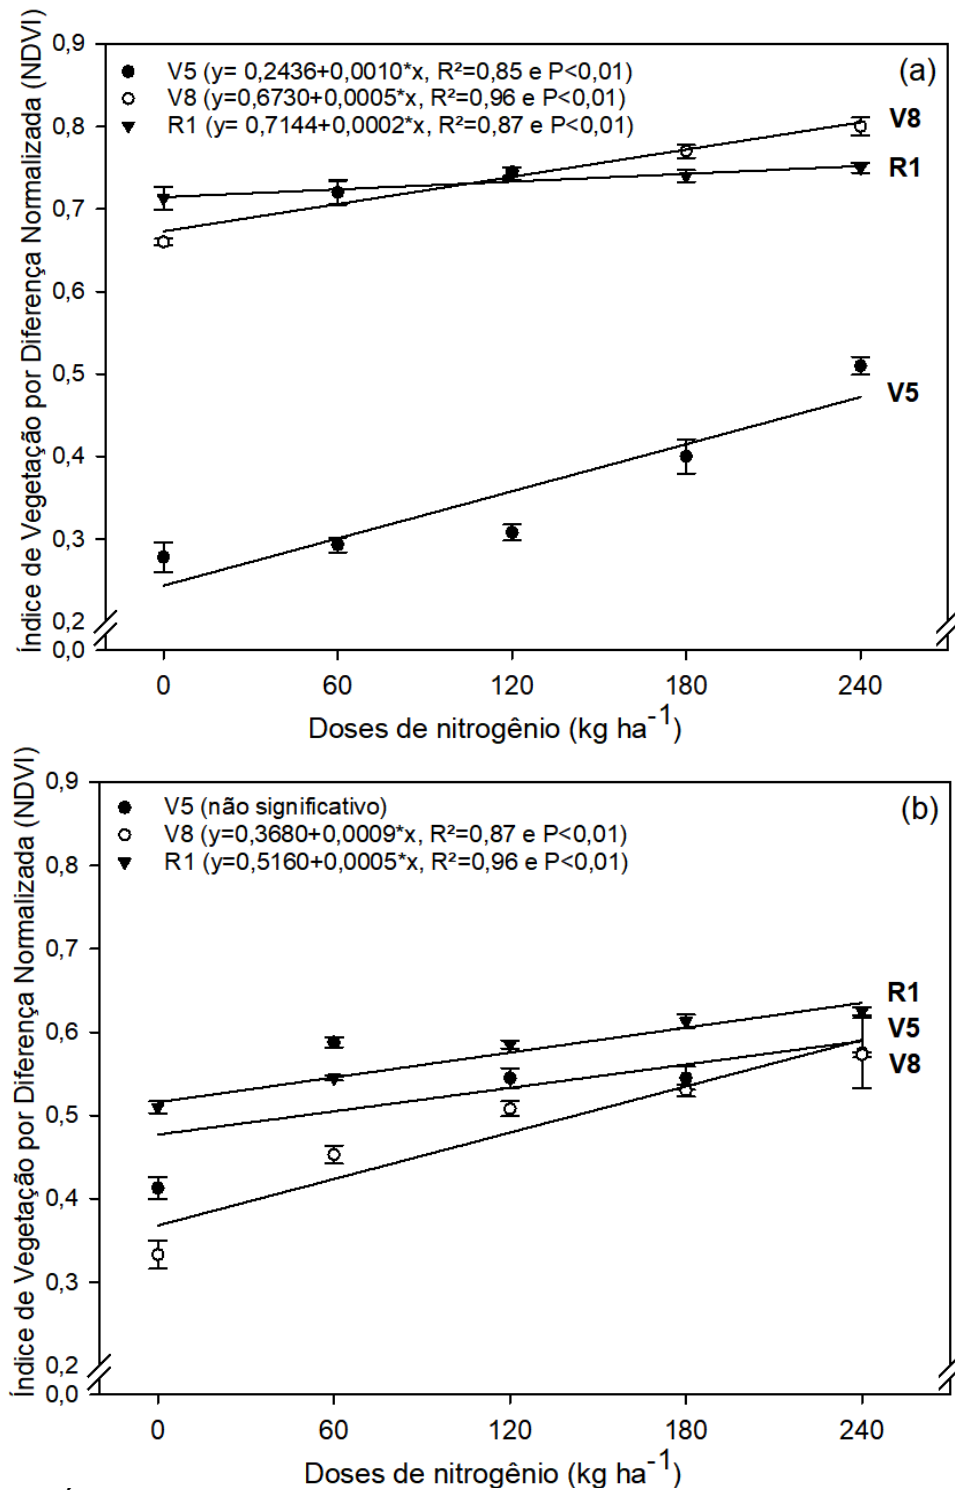 Índice de Vegetação por Diferença Normalizada (NDVI)
0,9
0,8
0,7
0,6
0,5
0,4
0,3
0,2
0,0
V5 (y= 0,2436+0,0010*x, R²=0,85 e P<0,01)
V8 (y=0,6730+0,0005*x, R²=0,96 e P<0,01)
R1 (y= 0,7144+0,0002*x, R²=0,87 e P<0,01)
(a)
V8
R1
V5
0 60 120 180 240
Doses de nitrogênio (kg ha⁻¹)
Índice de Vegetação por Diferença Normalizada (NDVI)
0,9
0,8
0,7
0,6
0,5
0,4
0,3
0,2
0,0
V5 (não significativo)
V8 (y=0,3680+0,0009*x, R²=0,87 e P<0,01)
R1 (y=0,5160+0,0005*x, R²=0,96 e P<0,01)
(b)
R1
V5
V8
0 60 120 180 240
Doses de nitrogênio (kg ha⁻¹)